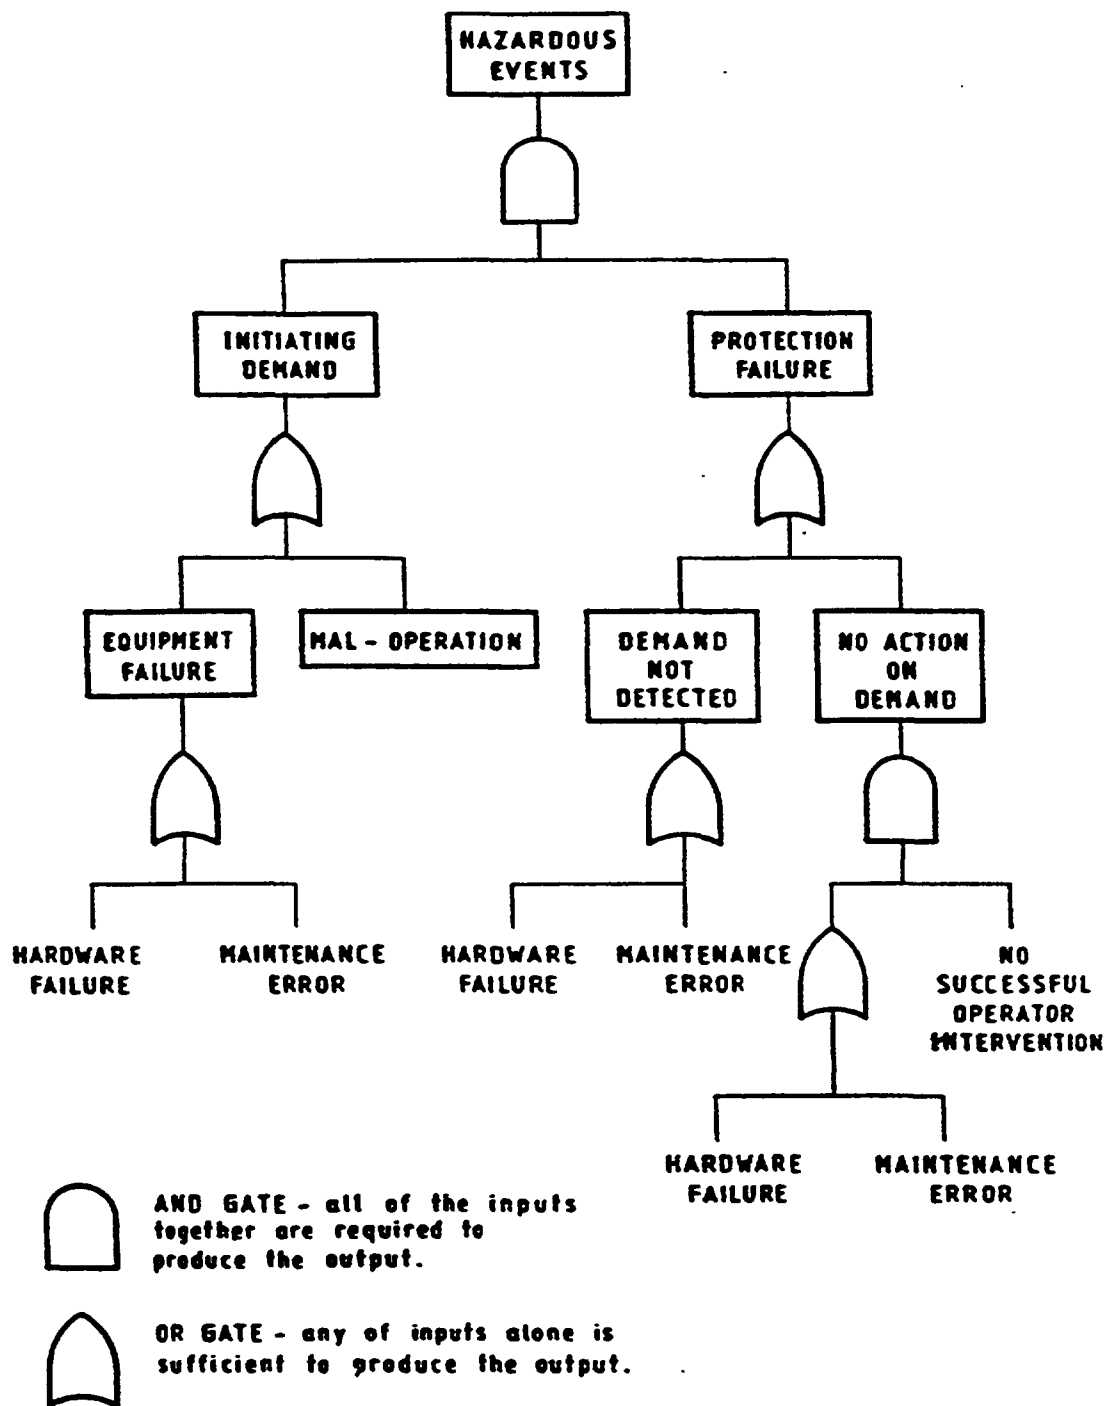 HAZARDOUS
EVENTS
INITIATING
DEMAND
PROTECTION
FAILURE
EQUIPMENT
FAILURE
MAL - OPERATION
DEMAND
NOT
DETECTED
NO ACTION
ON
DEMAND
HARDWARE
FAILURE
MAINTENANCE
ERROR
HARDWARE
FAILURE
MAINTENANCE
ERROR
NO
SUCCESSFUL
OPERATOR
INTERVENTION
HARDWARE
FAILURE
MAINTENANCE
ERROR
AND GATE - all of the inputs
together are required to
produce the output.
OR GATE - any of inputs alone is
sufficient to produce the output.